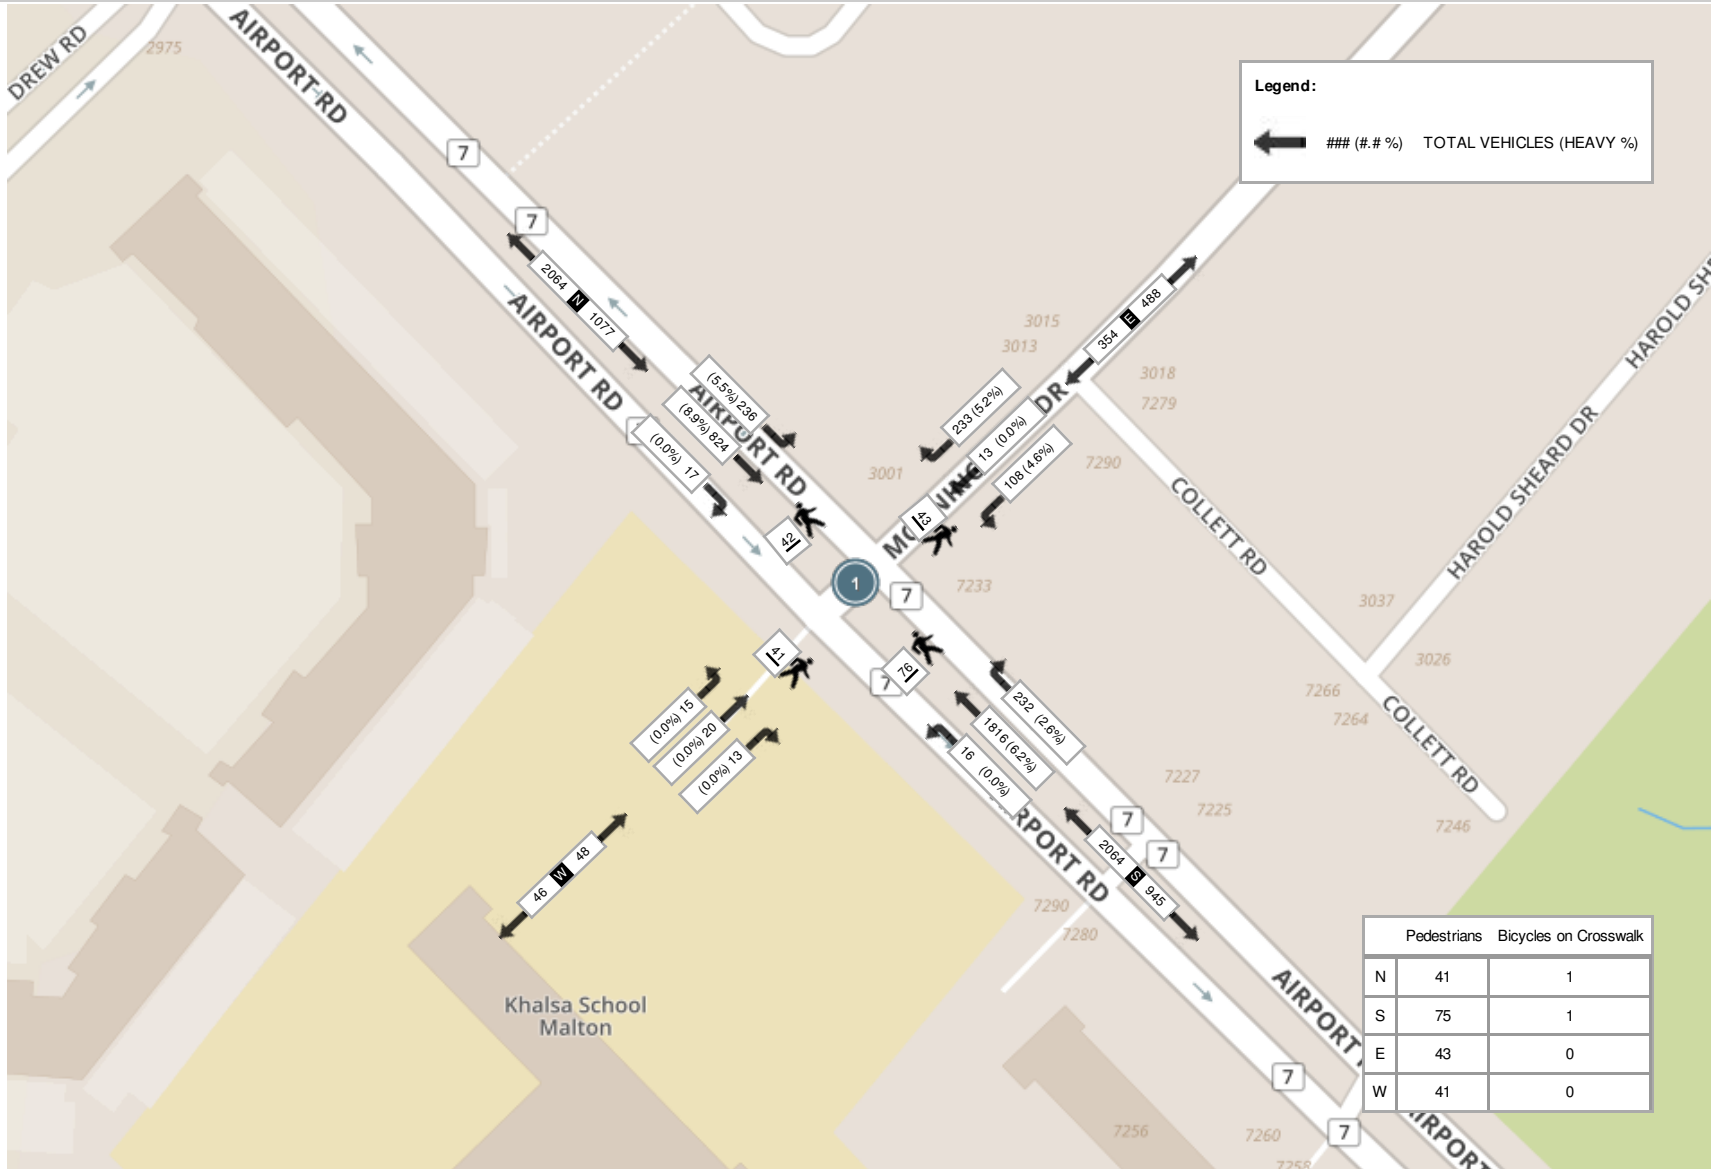 DREW RD
2975
AIRPORT RD
7
7
Legend:
### (#.# %) TOTAL VEHICLES (HEAVY %)
2064 N 1077
AIRPORT RD
AIRPORT RD
(5.5%) 236
(8.9%) 824
(0.0%) 17
42
3015
3013
3001
354 E 488
3018
7279
7290
233 (5.2%)
13 (0.0%)
108 (4.6%)
DR
43
COLLETT RD
HAROLD SHEARD DR
HAROLD SHE
1
7
7233
3037
3026
7266
7264
COLLETT RD
7246
41
76
7
(0.0%) 15
(0.0%) 20
(0.0%) 13
232 (2.6%)
1816 (6.2%)
16 (0.0%)
7227
7225
7
7
46 W 48
2064 S 945
RPORT RD
7290
7280
Khalsa School
Malton
AIRPORT
7
7
7256
7260
7258
AIRPORT
Pedestrians Bicycles on Crosswalk
N 41 1
S 75 1
E 43 0
W 41 0